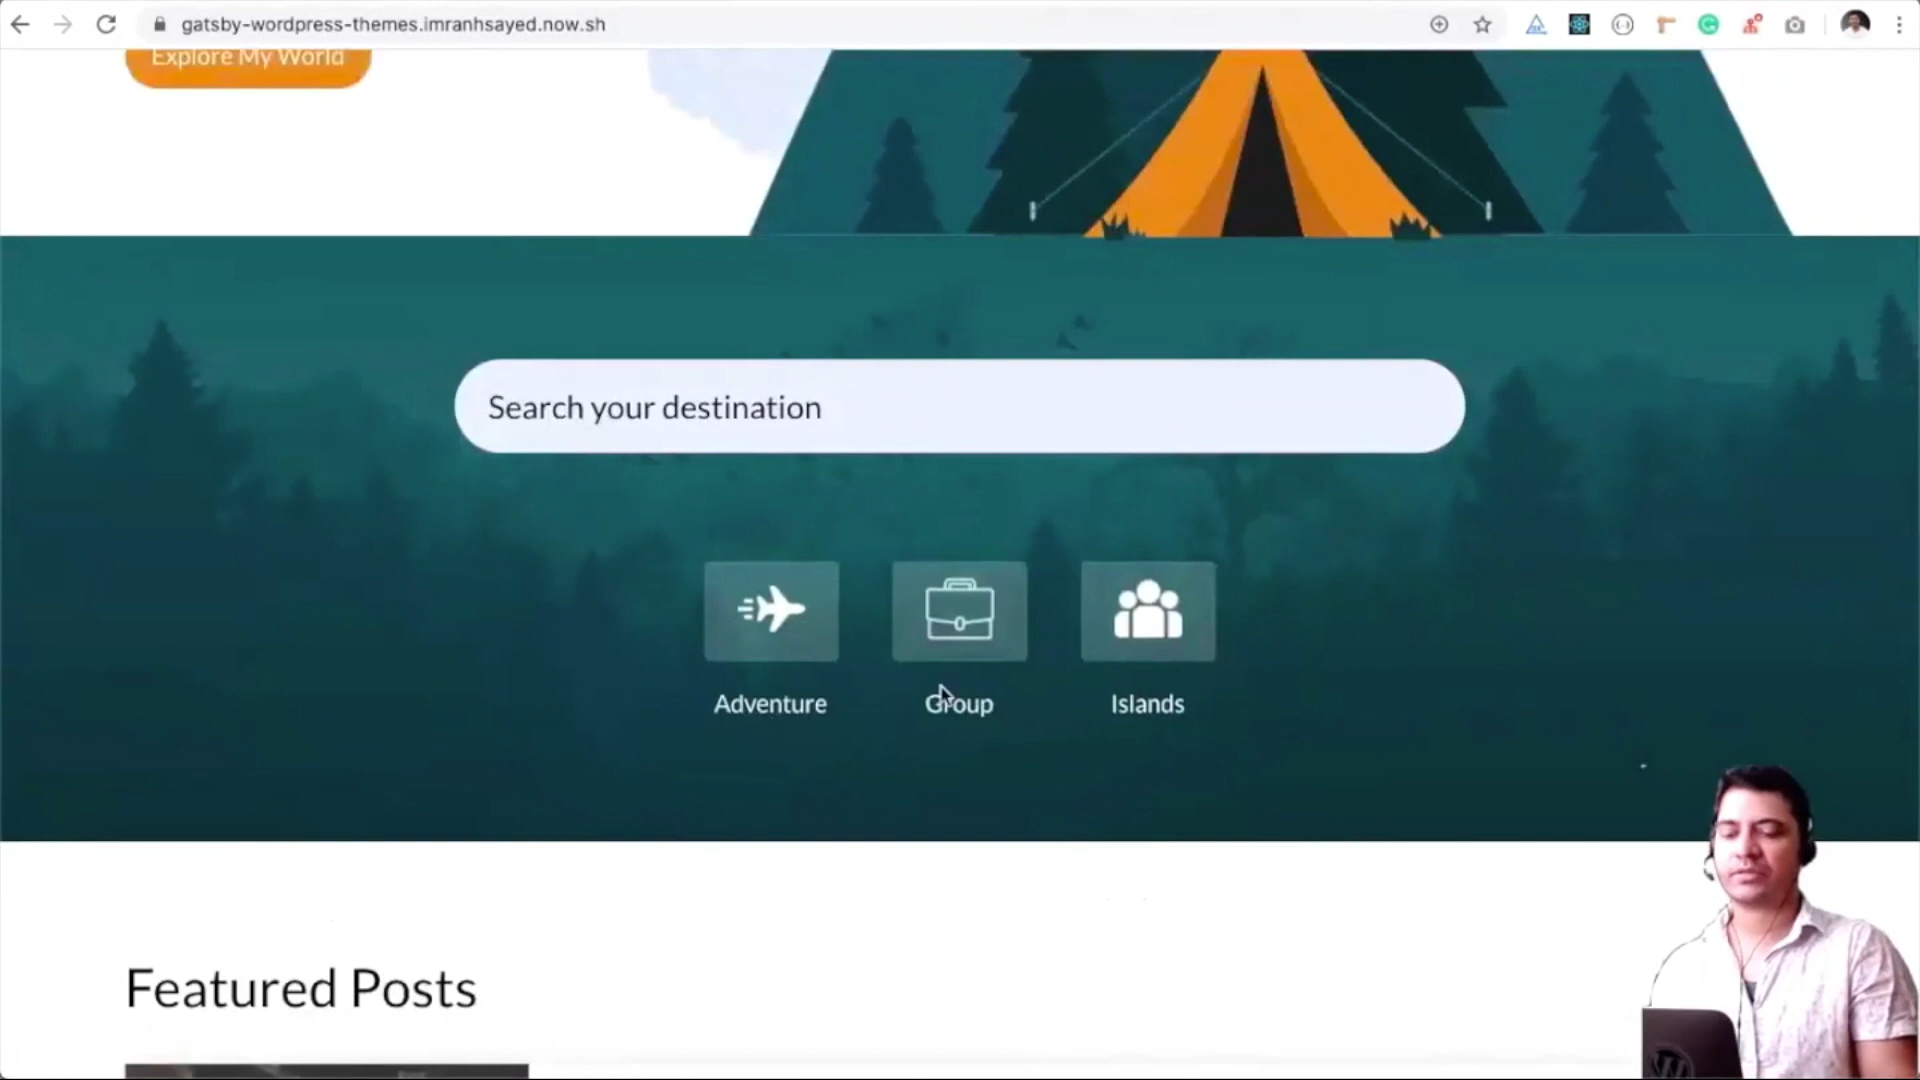 gatsby-wordpress-themes.imranhsayed.now.sh
Explore My World
Search your destination
Adventure
Group
Islands
Featured Posts